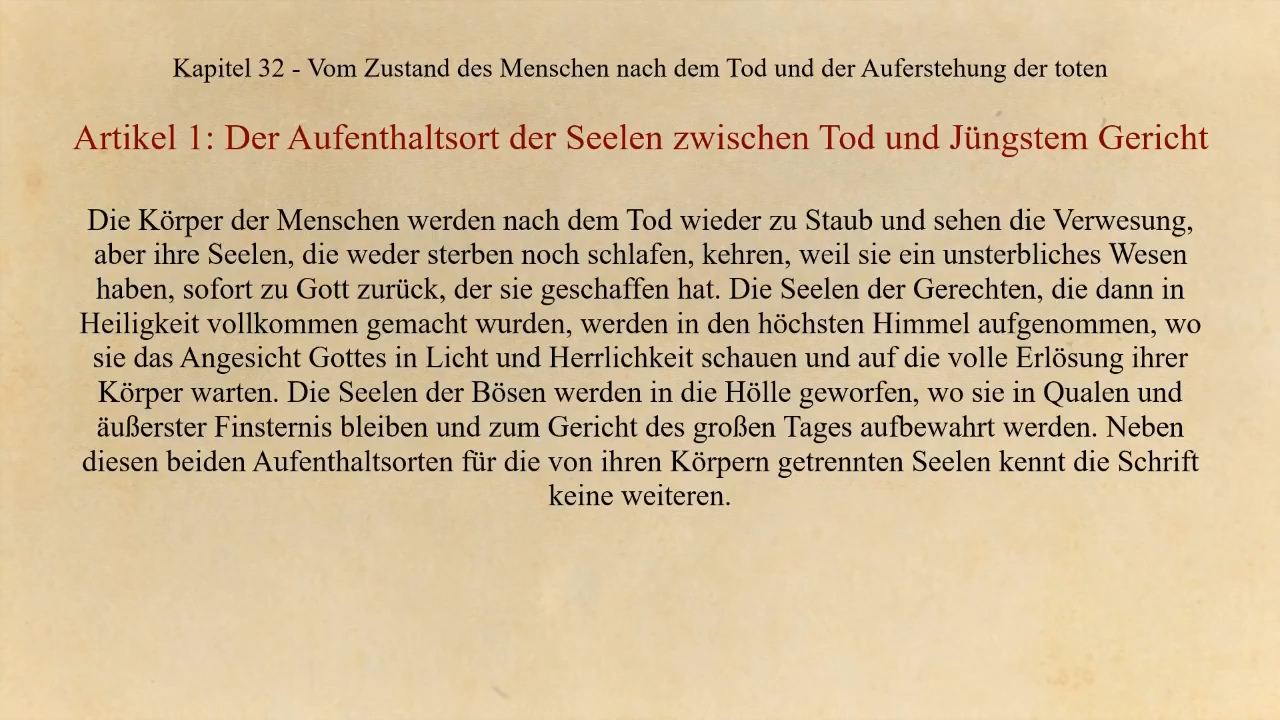 Kapitel 32 - Vom Zustand des Menschen nach dem Tod und der Auferstehung der toten
Artikel 1: Der Aufenthaltsort der Seelen zwischen Tod und Jüngstem Gericht
Die Körper der Menschen werden nach dem Tod wieder zu Staub und sehen die Verwesung,
aber ihre Seelen, die weder sterben noch schlafen, kehren, weil sie ein unsterbliches Wesen
haben, sofort zu Gott zurück, der sie geschaffen hat. Die Seelen der Gerechten, die dann in
Heiligkeit vollkommen gemacht wurden, werden in den höchsten Himmel aufgenommen, wo
sie das Angesicht Gottes in Licht und Herrlichkeit schauen und auf die volle Erlösung ihrer
Körper warten. Die Seelen der Bösen werden in die Hölle geworfen, wo sie in Qualen und
äußerster Finsternis bleiben und zum Gericht des großen Tages aufbewahrt werden. Neben
diesen beiden Aufenthaltsorten für die von ihren Körpern getrennten Seelen kennt die Schrift
keine weiteren.